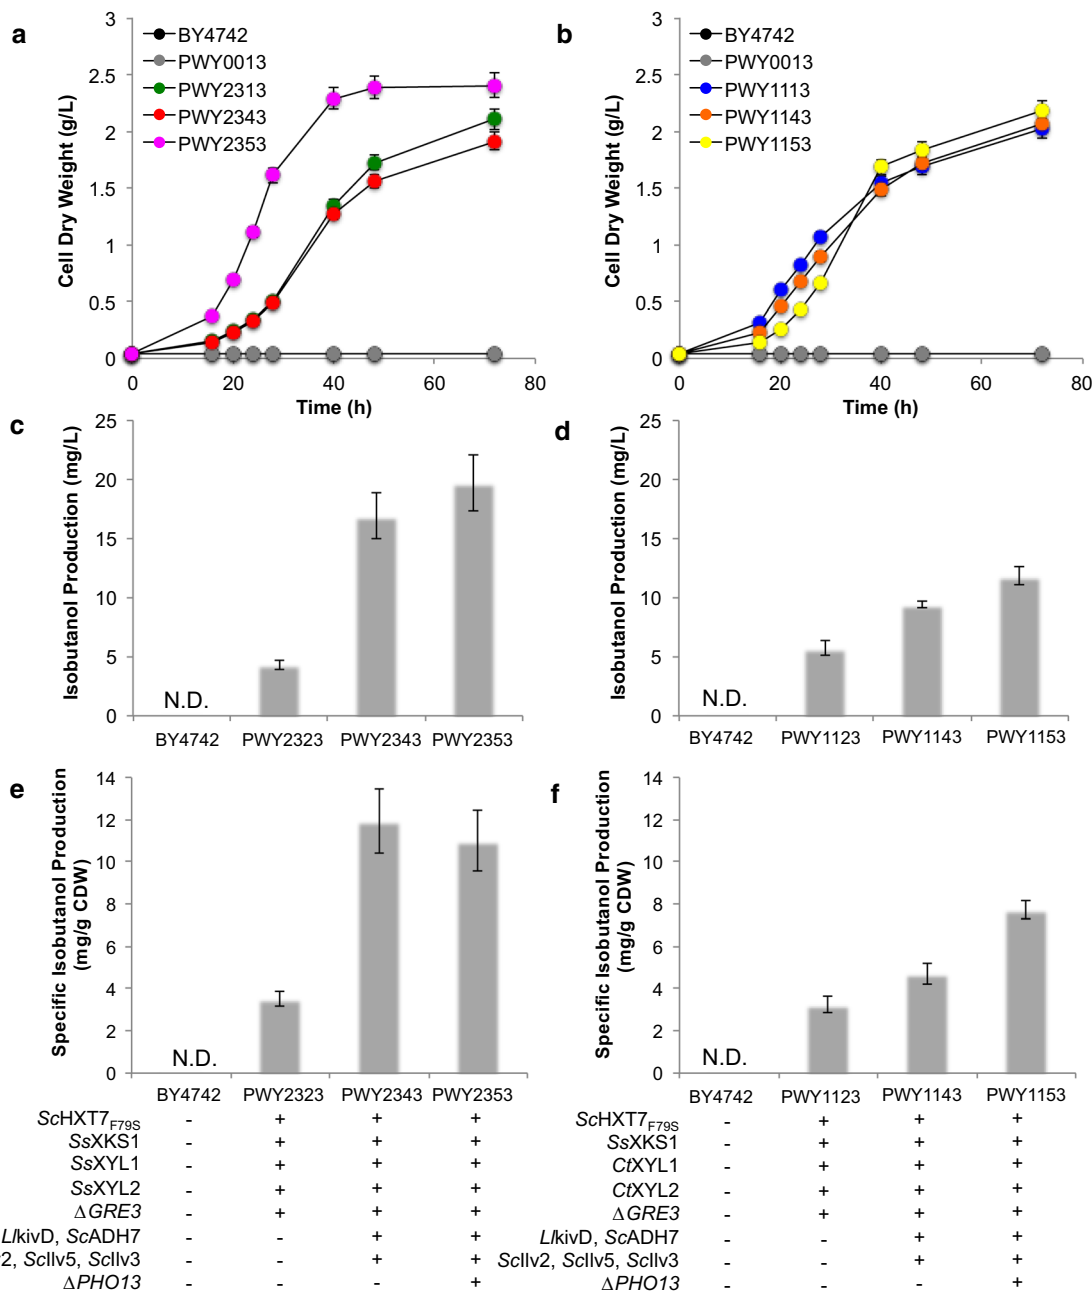 a
Cell Dry Weight (g/L)
3
2.5
2
1.5
1
0.5
0
BY4742
PWY0013
PWY2313
PWY2343
PWY2353
0 20 40 60 80
Time (h)
b
Cell Dry Weight (g/L)
3
2.5
2
1.5
1
0.5
0
BY4742
PWY0013
PWY1113
PWY1143
PWY1153
0 20 40 60 80
Time (h)
c
Isobutanol Production (mg/L)
25
20
15
10
5
0
N.D.
BY4742 PWY2323 PWY2343 PWY2353
d
Isobutanol Production (mg/L)
25
20
15
10
5
0
N.D.
BY4742 PWY1123 PWY1143 PWY1153
e
Specific Isobutanol Production
(mg/g CDW)
14
12
10
8
6
4
2
0
N.D.
BY4742 PWY2323 PWY2343 PWY2353
ScHXT7F79S - + + +
SsXKS1 - + + +
SsXYL1 - + + +
SsXYL2 - + + +
ΔGRE3 - + + +
LlkivD, ScADH7 - - + +
2, ScIlv5, ScIlv3 - - + +
ΔPHO13 - - - +
f
Specific Isobutanol Production
(mg/g CDW)
14
12
10
8
6
4
2
0
N.D.
BY4742 PWY1123 PWY1143 PWY1153
ScHXT7F79S - + + +
SsXKS1 - + + +
CtXYL1 - + + +
CtXYL2 - + + +
ΔGRE3 - + + +
LlkivD, ScADH7 - - + +
ScIlv2, ScIlv5, ScIlv3 - - + +
ΔPHO13 - - - +